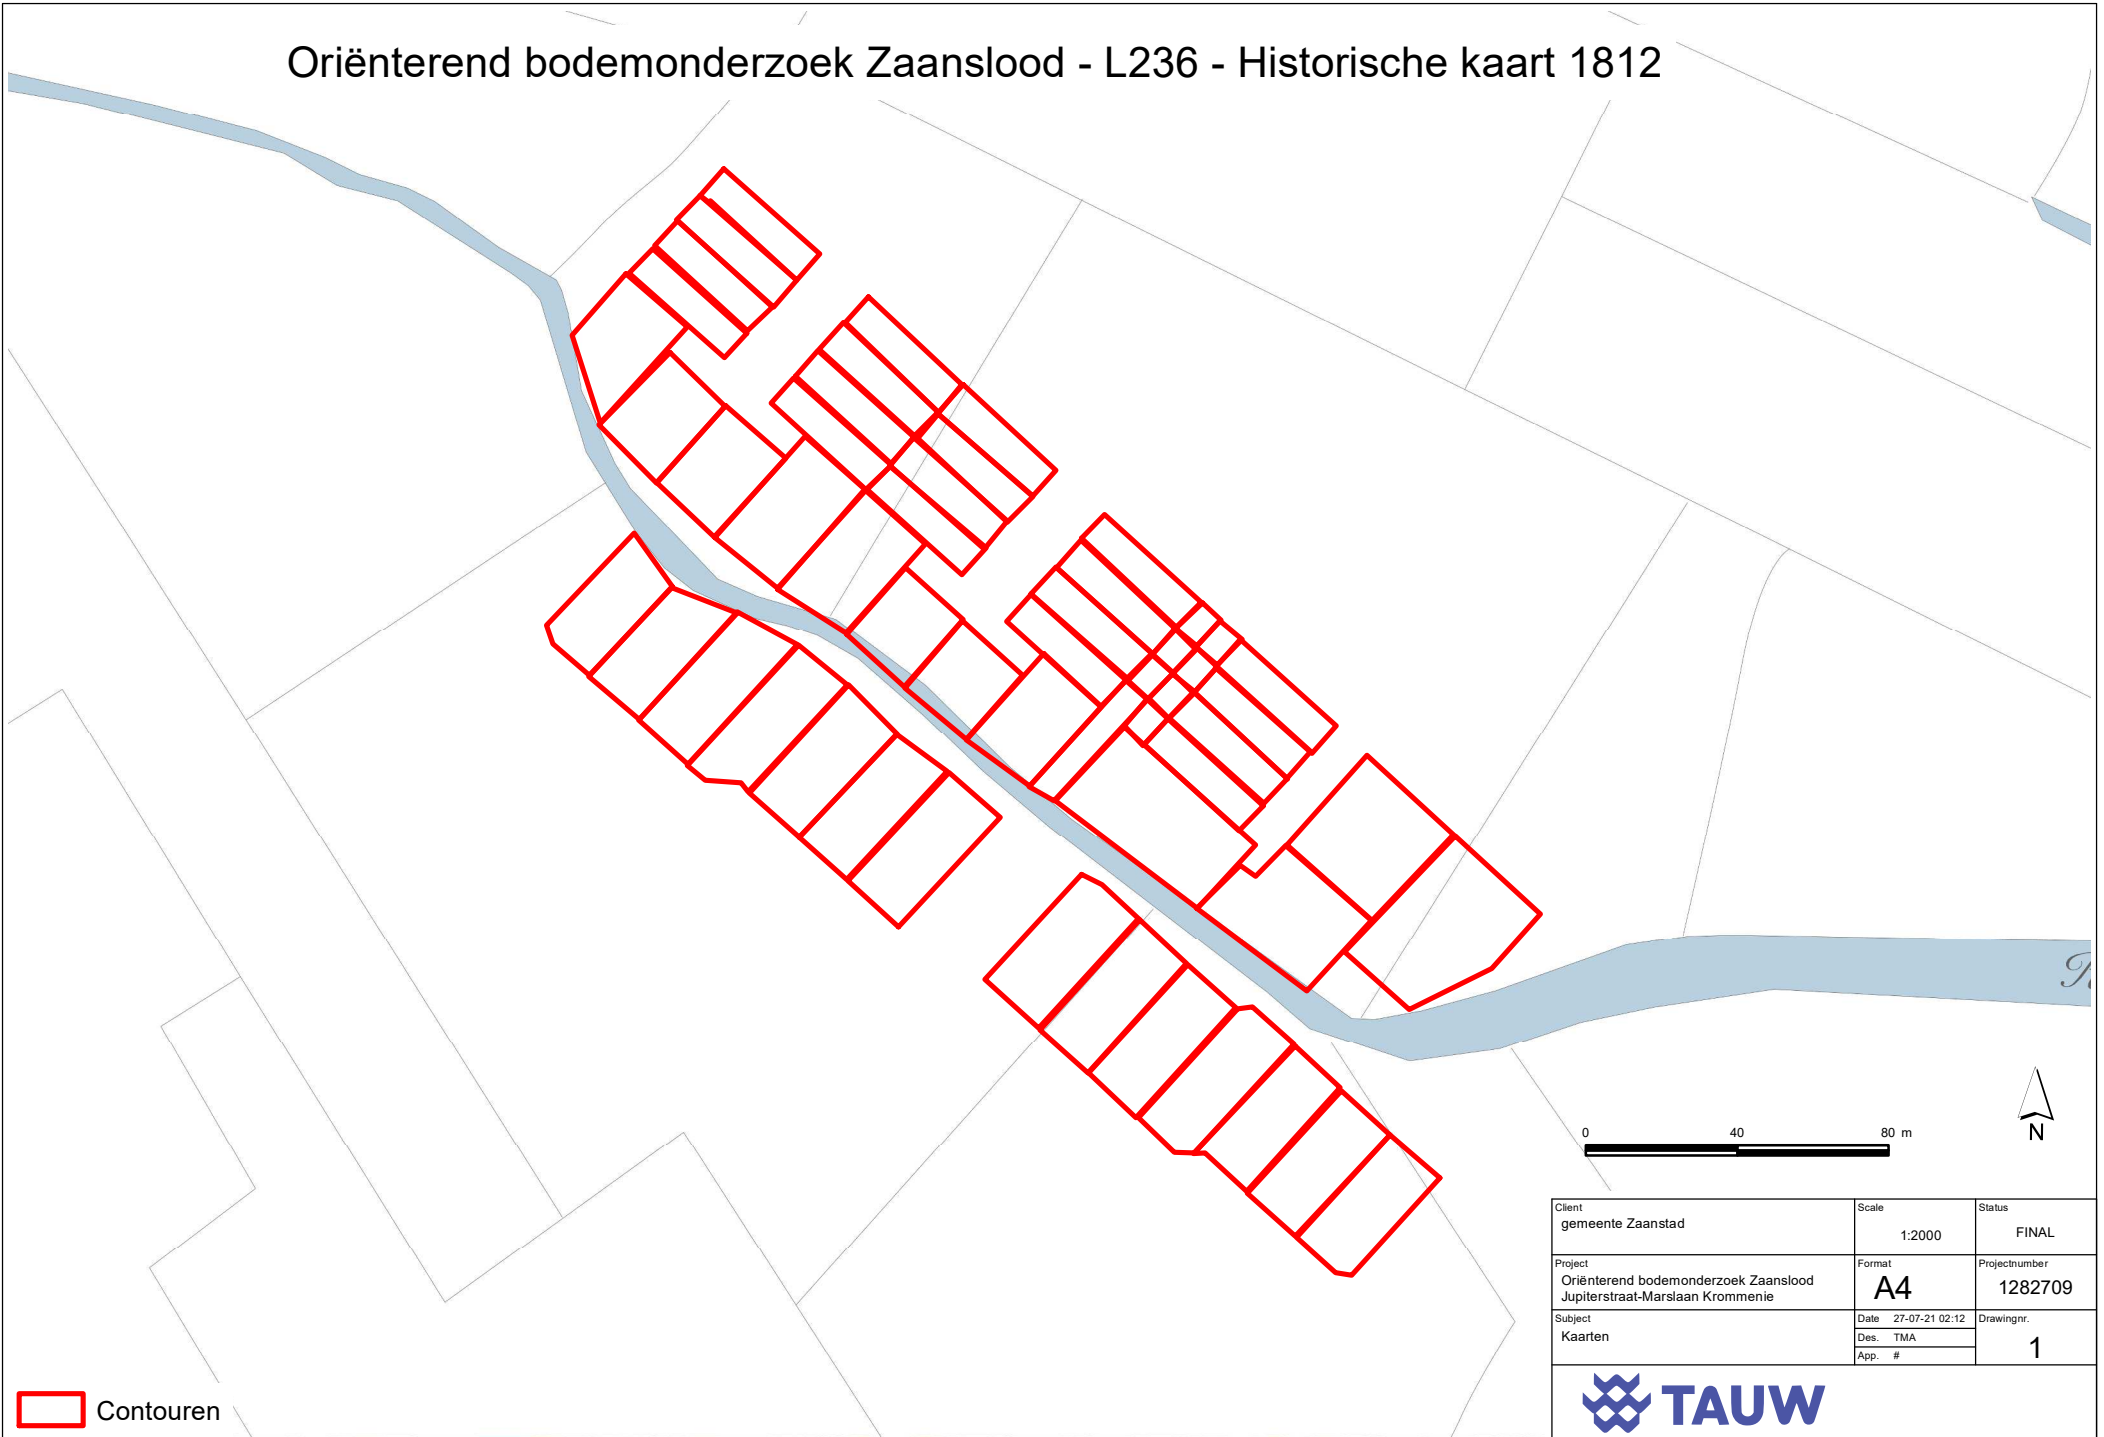 Oriënterend bodemonderzoek Zaanslood - L236 - Historische kaart 1812
0 40 80 m
N
Client
gemeente Zaanstad
Scale
1:2000
Status
FINAL
Project
Oriënterend bodemonderzoek Zaanslood
Jupiterstraat-Marslaan Krommenie
Format
A4
Projectnumber
1282709
Subject
Kaarten
Date 27-07-21 02:12
Des. TMA
App. #
Drawingnr.
1
Contouren
TAUW